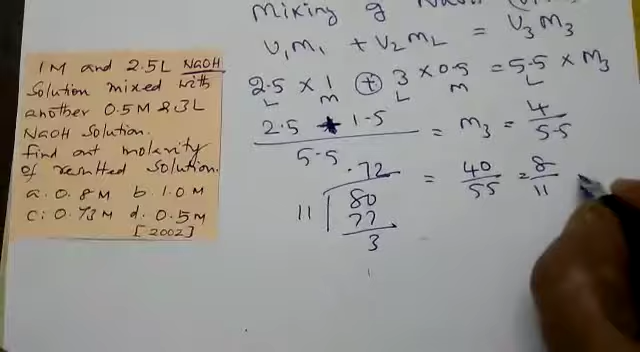 1M and 2.5L NaOH
Solution mixed with
another 0.5M & 3L
NaOH Solution.
find out molarity
of resulted solution.
a. 0.8M b. 1.0M
c. 0.73M d. 0.5M
[2002]
Mixing of NaOH
V₁M₁ + V₂M₂ = V₃M₃
2.5 × 1 + 3 × 0.5 = 5.5 × M₃
L M L M L
2.5 + 1.5 / 5.5 = M₃ = 4 / 5.5
= 40/55 = 8/11
.72
11 80
77
3